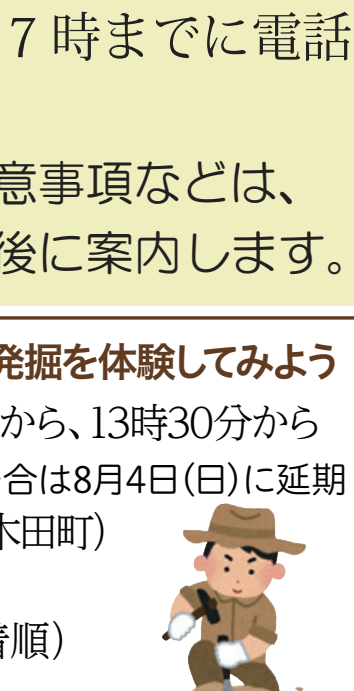 7時までに電話
意事項などは、
後に案内します。
発掘を体験してみよう
から、13時30分から
合は8月4日(日)に延期
木田町)
着順)